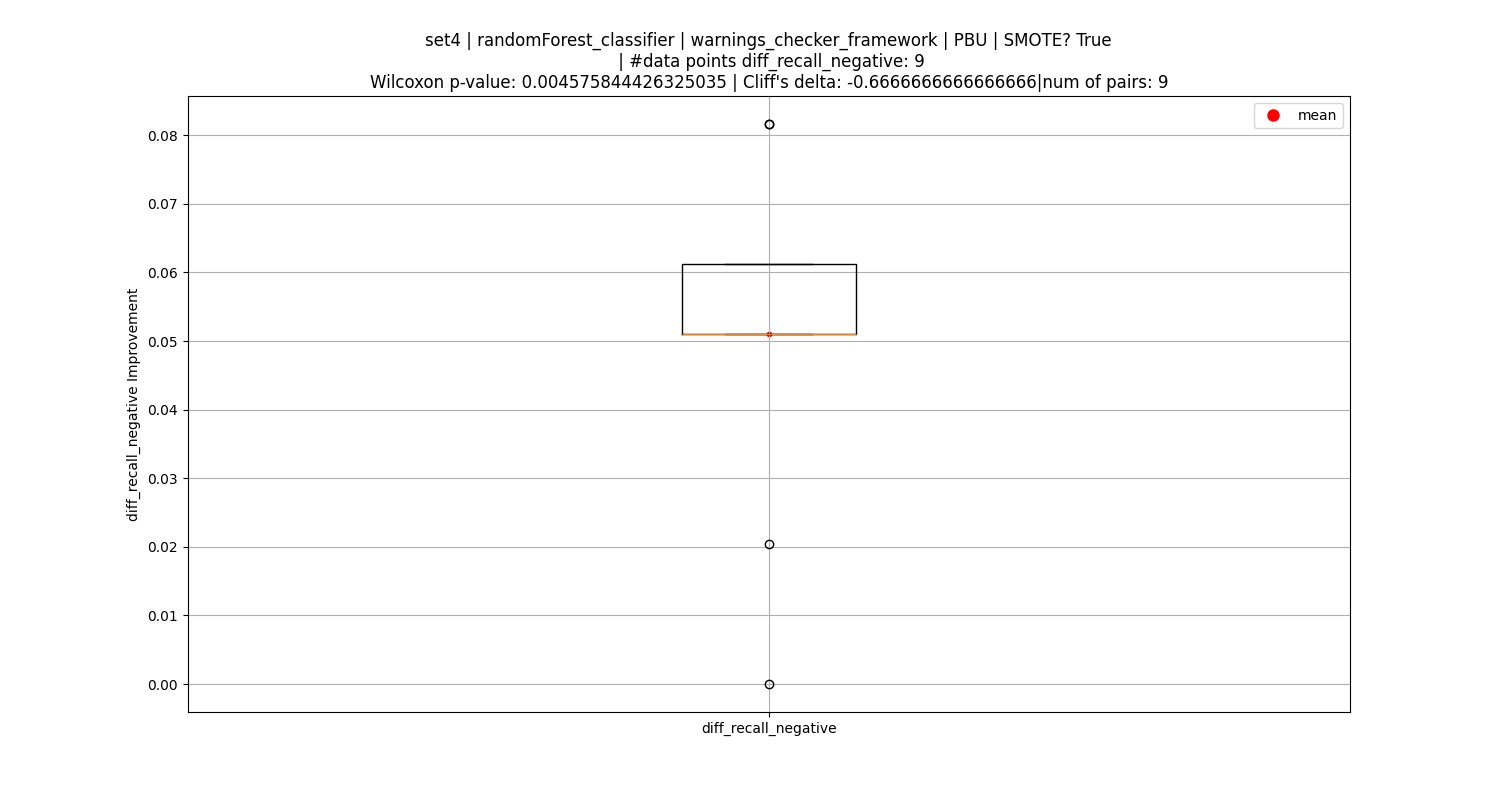 set4 | randomForest_classifier | warnings_checker_framework | PBU | SMOTE? True
| #data points diff_recall_negative: 9
Wilcoxon p-value: 0.004575844426325035 | Cliff's delta: -0.6666666666666666|num of pairs: 9
mean
0.08
0.07
0.06
0.05
0.04
0.03
0.02
0.01
0.00
diff_recall_negative Improvement
diff_recall_negative